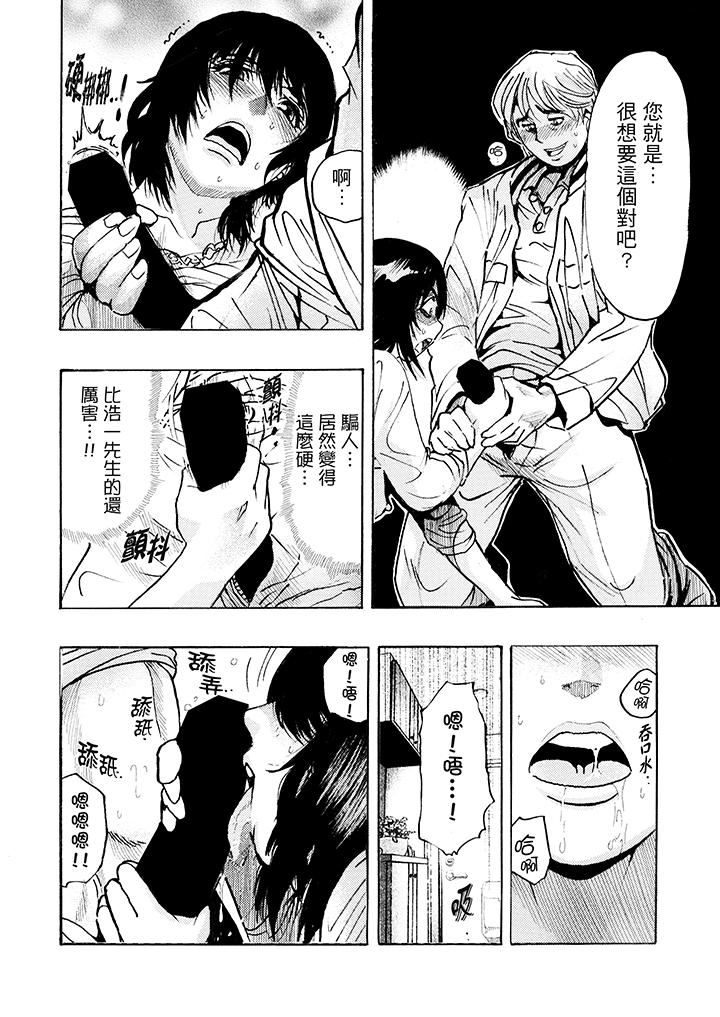 您就是…
很想要這個對吧？
哈
硬梆梆…！
啊…
騙人…
居然變得
這麼硬…
顫抖
比浩一先生的還
厲害…!!
顫抖
哈啊
吞口水…
哈啊
嗯！唔…！
吸
嗯！唔！
舔弄…
舔舐…
舔舐…
嗯嗯嗯!!